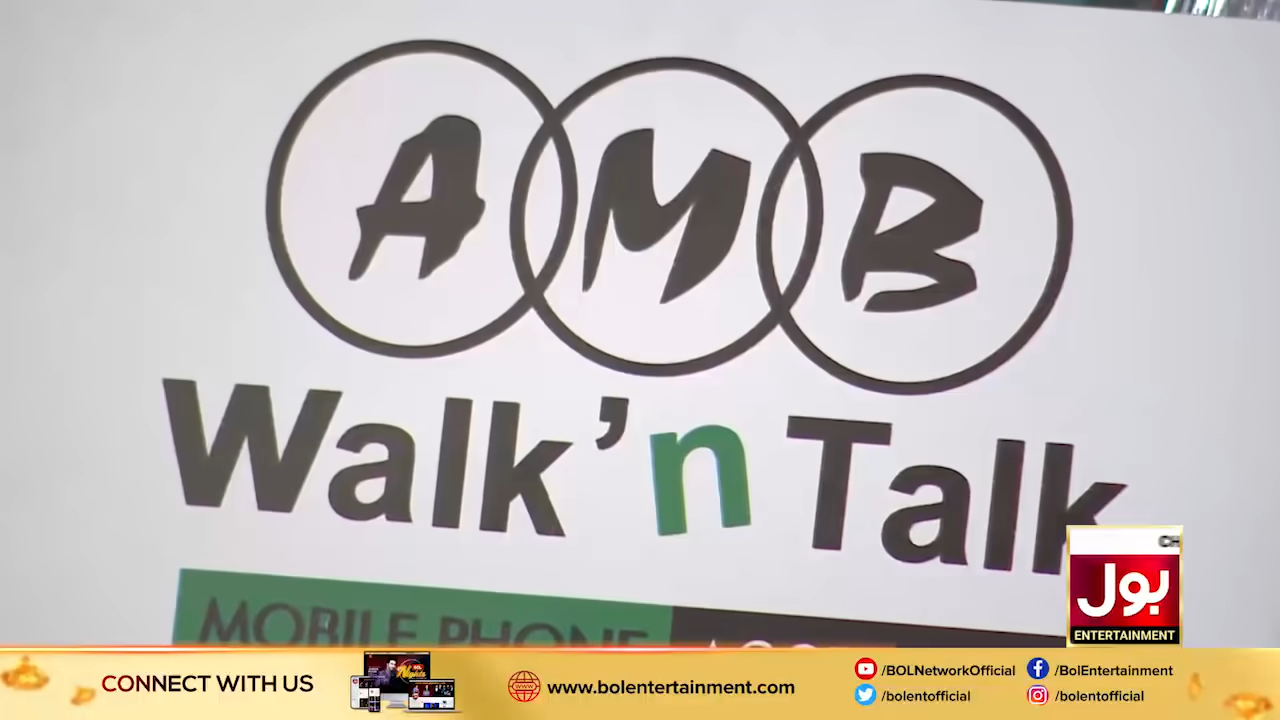 AMB
Walk'n Talk
MOBILE PHONE
بول
ENTERTAINMENT
CONNECT WITH US
www.bolentertainment.com
/BOLNetworkOfficial
/BolEntertainment
/bolentofficial
/bolentofficial